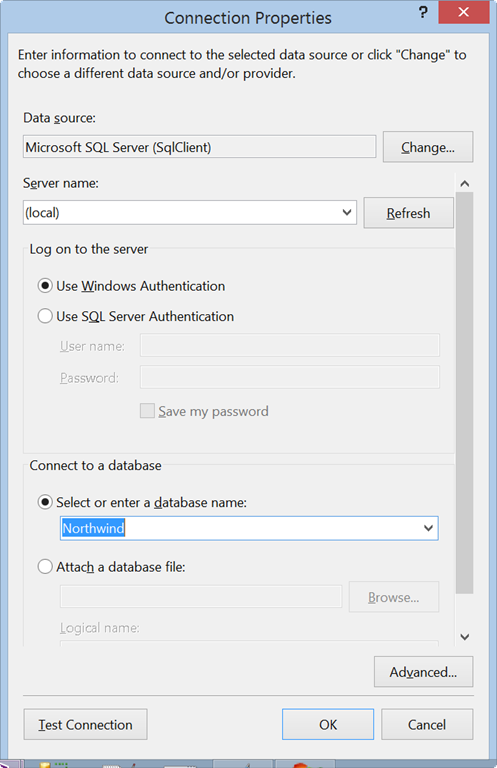 Connection Properties
?
Enter information to connect to the selected data source or click "Change" to
choose a different data source and/or provider.
Data source:
Microsoft SQL Server (SqlClient)
Change...
Server name:
(local)
Refresh
Log on to the server
Use Windows Authentication
Use SQL Server Authentication
User name:
Password:
Save my password
Connect to a database
Select or enter a database name:
Northwind
Attach a database file:
Browse...
Logical name:
Advanced...
Test Connection
OK
Cancel